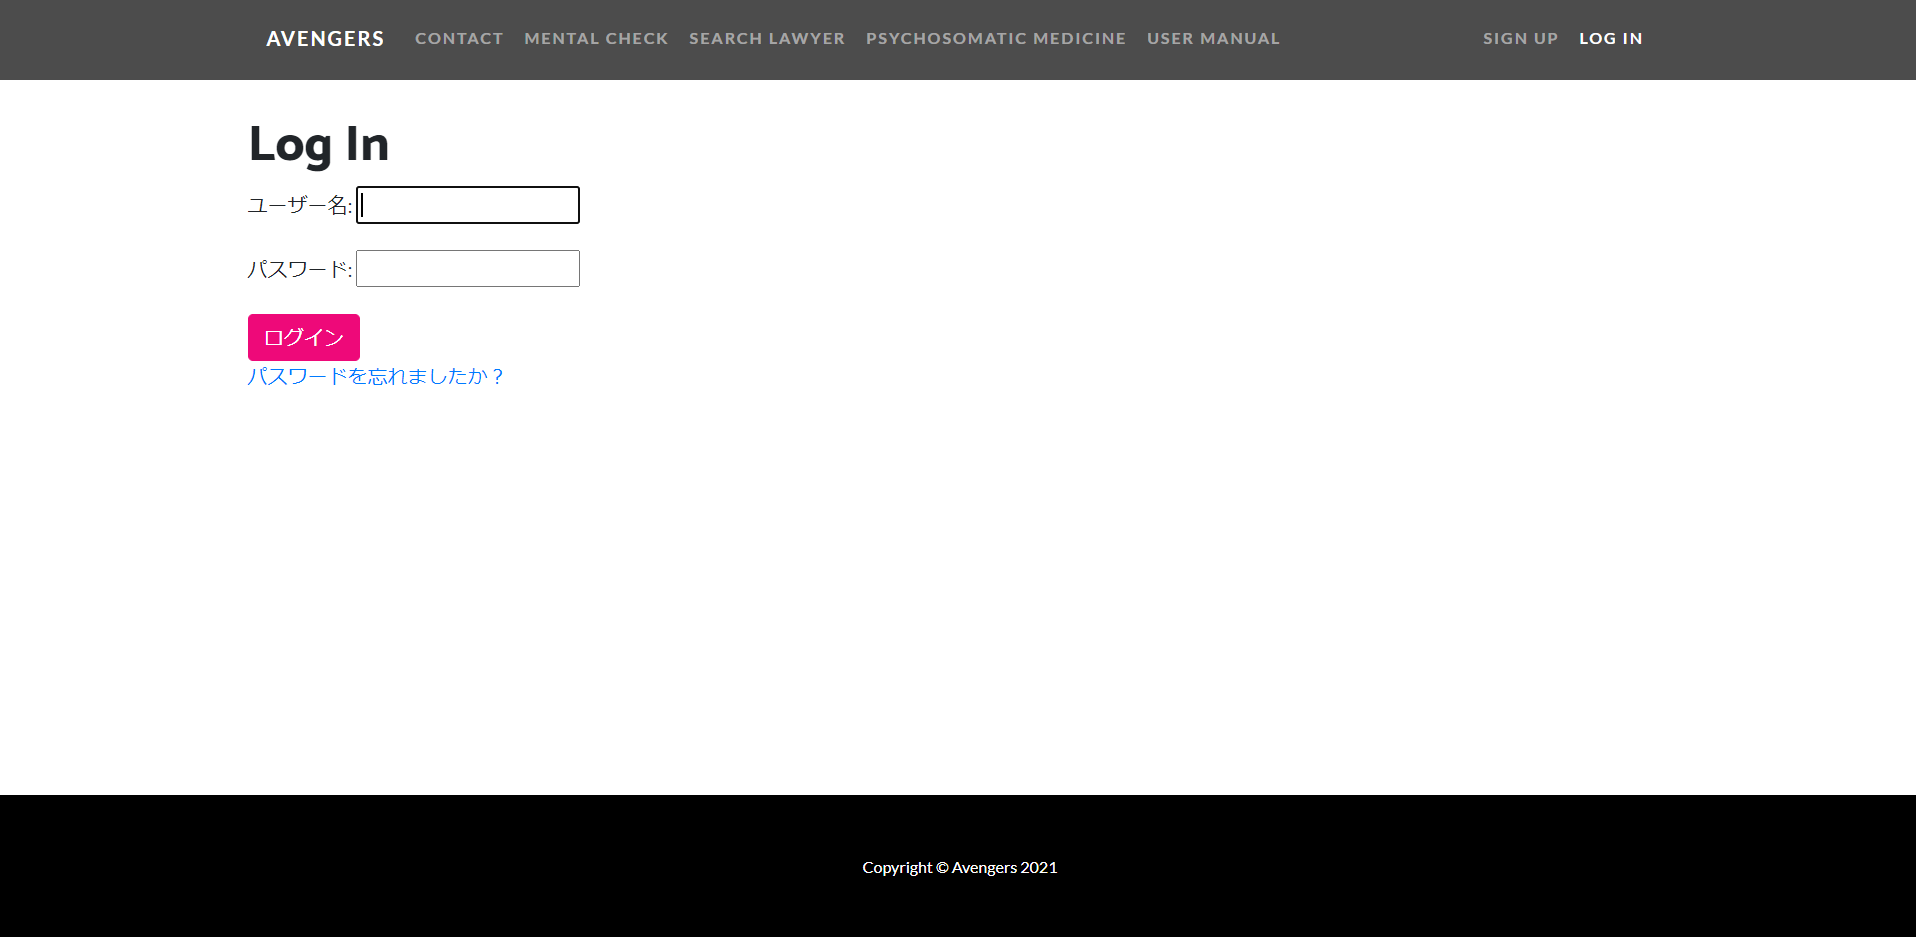 AVENGERS CONTACT MENTAL CHECK SEARCH LAWYER PSYCHOSOMATIC MEDICINE USER MANUAL SIGN UP LOG IN
Log In
ユーザー名:
パスワード:
ログイン
パスワードを忘れましたか？
Copyright © Avengers 2021